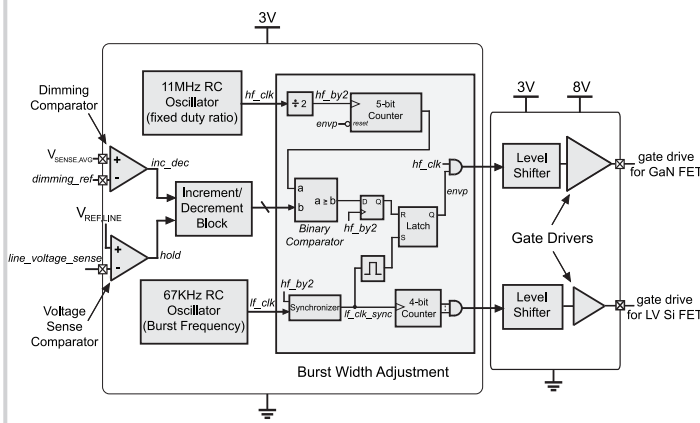 3V
Dimming
Comparator
V_SENSE,AVG
dimming_ref
+
-
inc_dec
V_REF,LINE
line_voltage_sense
+
-
hold
Voltage
Sense
Comparator
11MHz RC
Oscillator
(fixed duty ratio)
hf_clk
Increment/
Decrement
Block
67KHz RC
Oscillator
(Burst Frequency)
lf_clk
÷ 2
hf_by2
5-bit
Counter
envp
reset
a
b
a ≥ b
Binary
Comparator
D Q
hf_by2
R Q
S
Latch
hf_clk
envp
hf_by2
Synchronizer
lf_clk_sync
4-bit
Counter
Burst Width Adjustment
3V
8V
Level
Shifter
gate drive
for GaN FET
Gate Drivers
Level
Shifter
gate drive
for LV Si FET